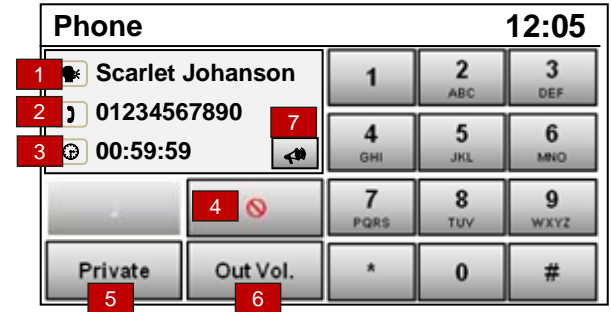 Phone 12:05
1 Scarlet Johanson
2 01234567890
3 00:59:59
7
4
5
6
Private
Out Vol.
1
2 ABC
3 DEF
4 GHI
5 JKL
6 MNO
7 PQRS
8 TUV
9 WXYZ
*
0
#